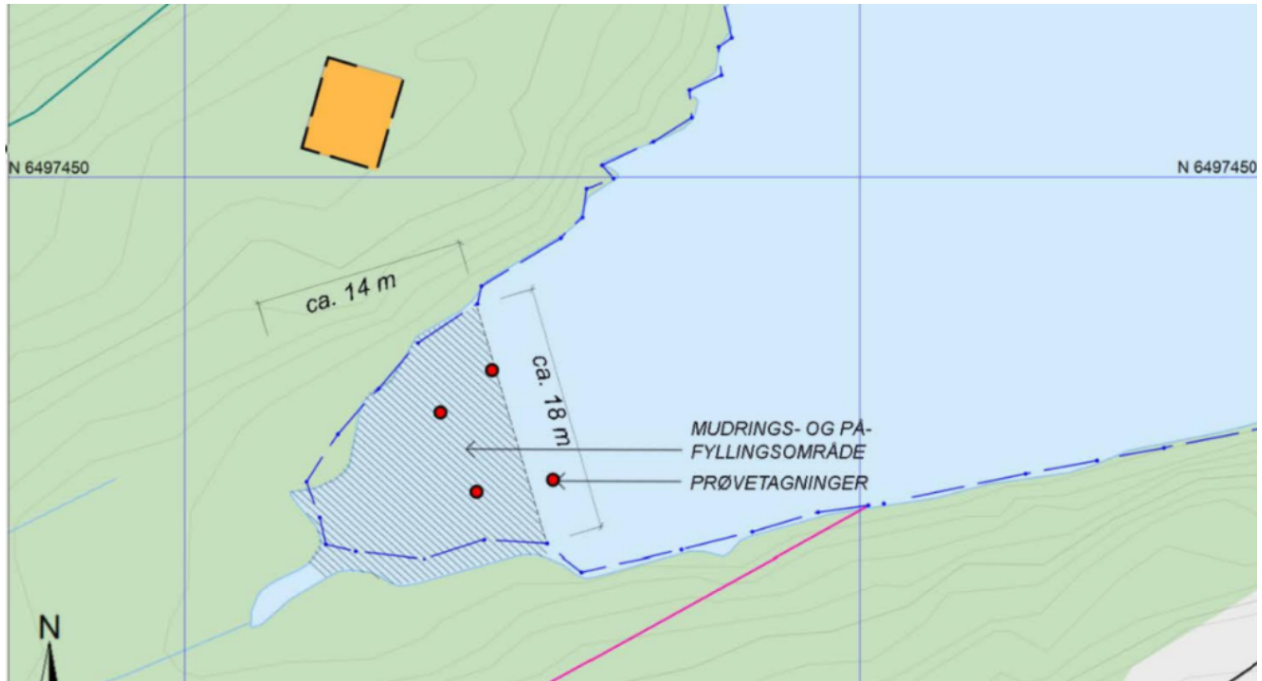 N 6497450
N 6497450
ca. 14 m
ca. 18 m
MUDRINGS- OG PÅ-
FYLLINGSOMRÅDE
PRØVETAGNINGER
N